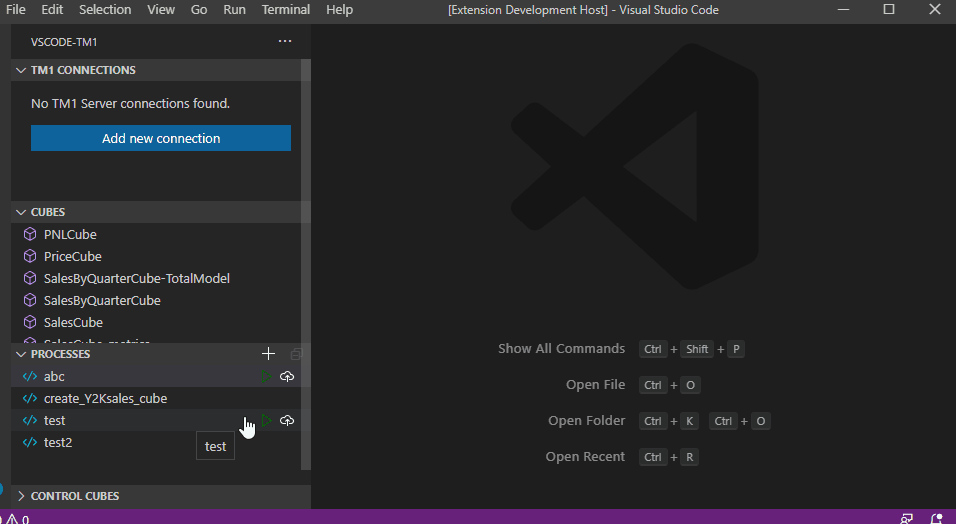 File Edit Selection View Go Run Terminal Help [Extension Development Host] - Visual Studio Code
VSCODE-TM1
TM1 CONNECTIONS
No TM1 Server connections found.
Add new connection
CUBES
PNLCube
PriceCube
SalesByQuarterCube-TotalModel
SalesByQuarterCube
SalesCube
PROCESSES
abc
create_Y2Ksales_cube
test
test2
test
CONTROL CUBES
Show All Commands Ctrl + Shift + P
Open File Ctrl + O
Open Folder Ctrl + K Ctrl + O
Open Recent Ctrl + R
0